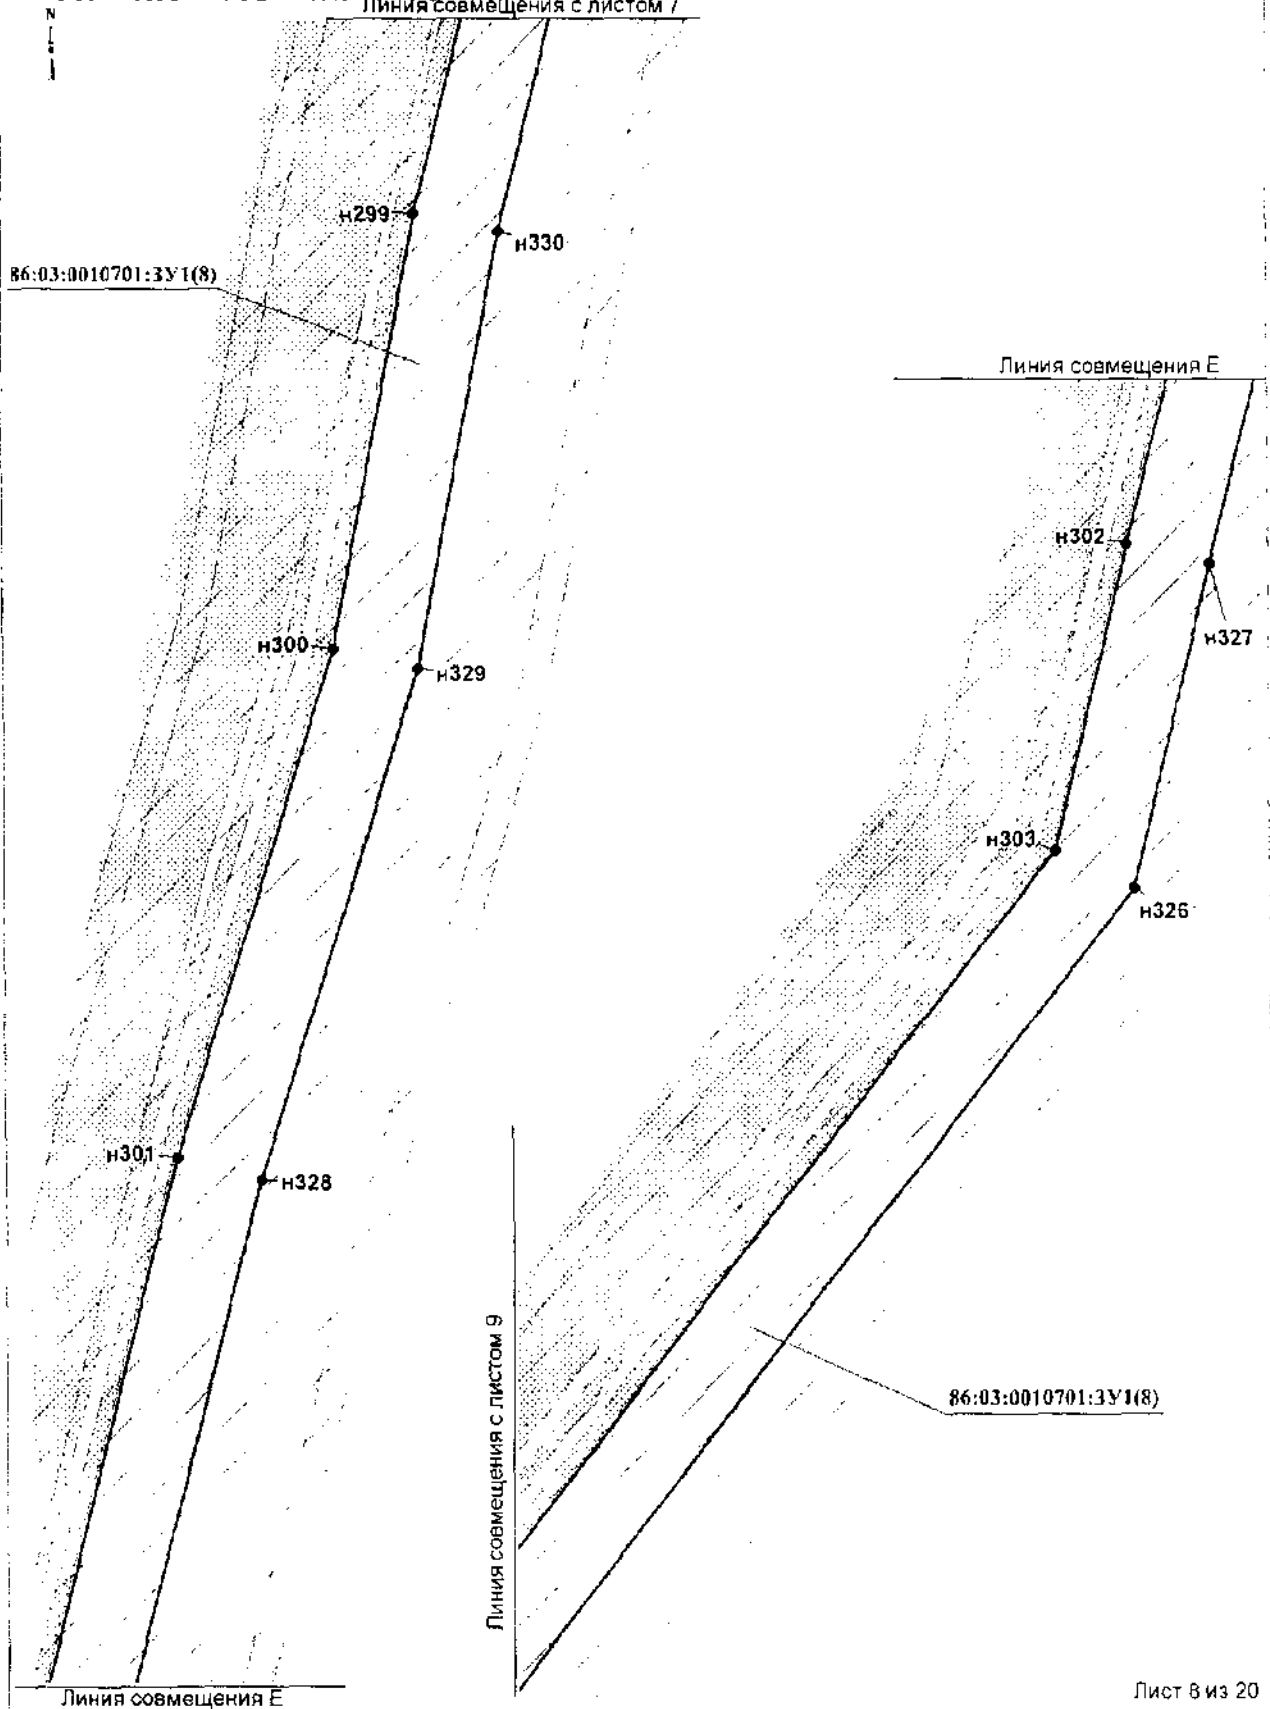 Линия совмещения с листом 7
N
н299
н330
86:03:0010701:ЗУ1(8)
Линия совмещения Е
н302
н327
н300
н329
н303
н326
н301
н328
Линия совмещения с листом 9
86:03:0010701:ЗУ1(8)
Линия совмещения Е
Лист 8 из 20